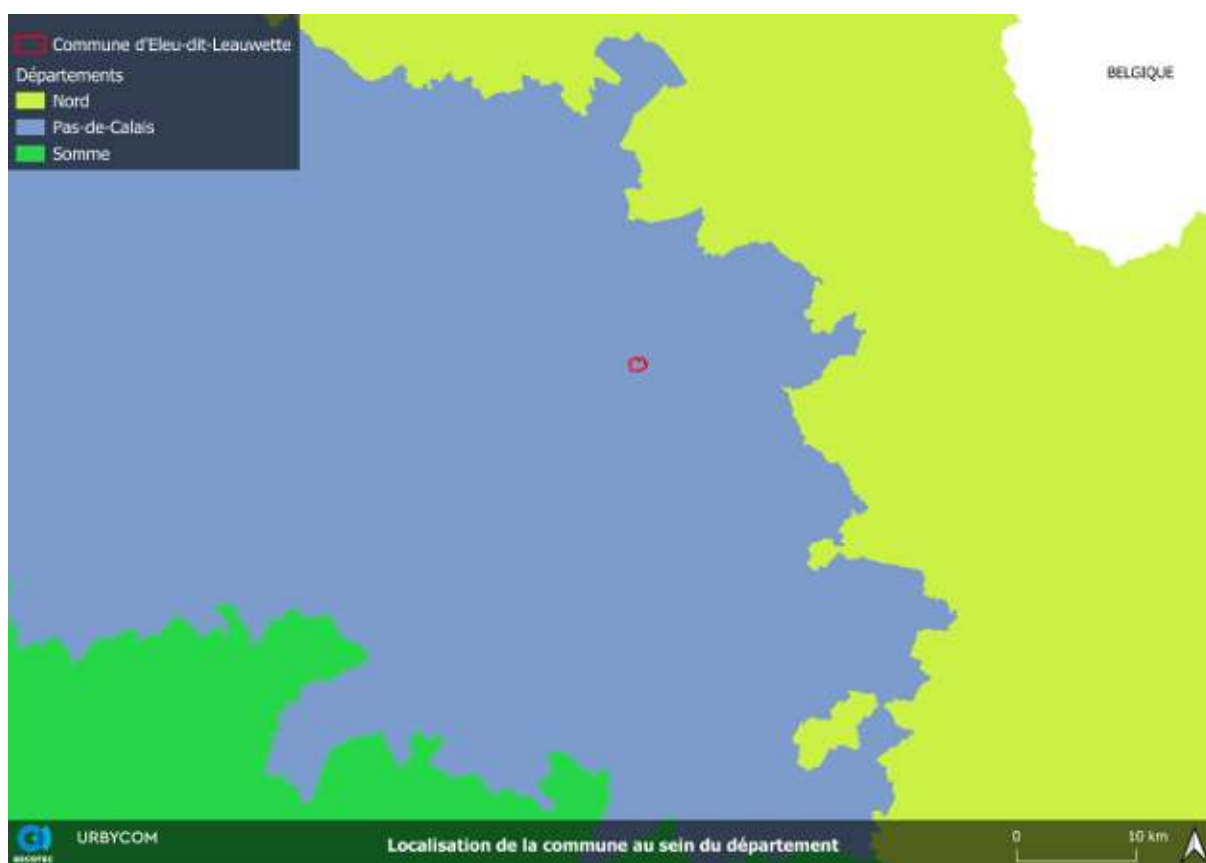 Commune d'Eleu-dit-Leauwette
Départements
Nord
Pas-de-Calais
Somme
BELGIQUE
SOCOTEC
URBYCOM
Localisation de la commune au sein du département
0 10 km